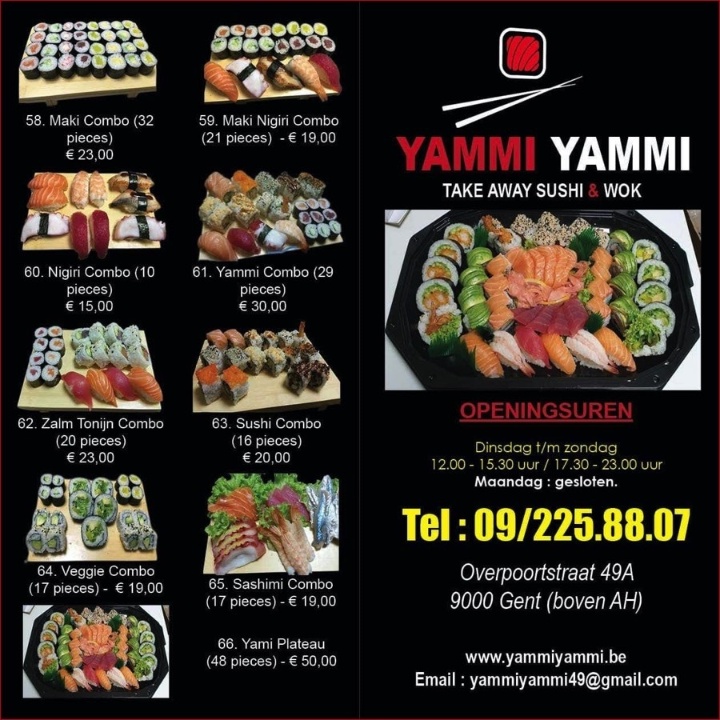 58. Maki Combo (32
pieces)
€ 23,00
59. Maki Nigiri Combo
(21 pieces)  - € 19,00
60. Nigiri Combo (10
pieces)
€ 15,00
61. Yammi Combo (29
pieces)
€ 30,00
62. Zalm Tonijn Combo
(20 pieces)
€ 23,00
63. Sushi Combo
(16 pieces)
€ 20,00
64. Veggie Combo
(17 pieces) -  € 19,00
65. Sashimi Combo
(17 pieces) - € 19,00
66. Yami Plateau
(48 pieces) - € 50,00
YAMMI YAMMI
TAKE AWAY SUSHI & WOK
OPENINGSUREN
Dinsdag t/m zondag
12.00 - 15.30 uur / 17.30 - 23.00 uur
Maandag : gesloten.
Tel : 09/225.88.07
Overpoortstraat 49A
9000 Gent (boven AH)
www.yammiyammi.be
Email : yammiyammi49@gmail.com